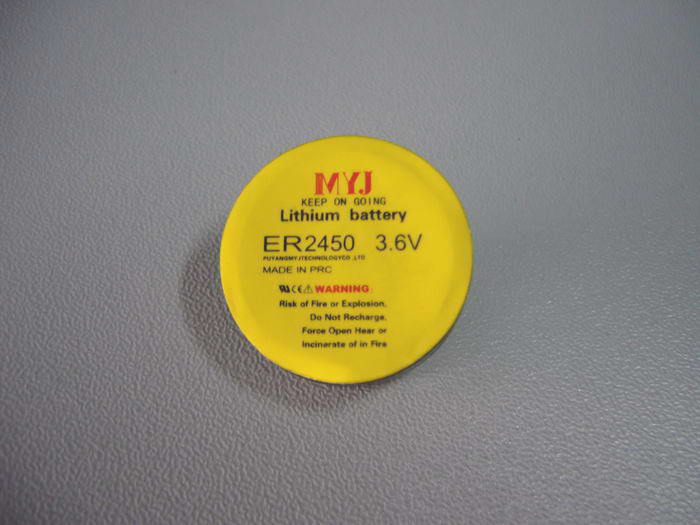 MYJ
KEEP ON GOING
Lithium battery
ER2450 3.6V
PUYANGMYJTECHNOLOGYCO.,LTD
MADE IN PRC
CE WARNING:
Risk of Fire or Explosion,
Do Not Recharge,
Force Open Hear or
Incinerate of in Fire